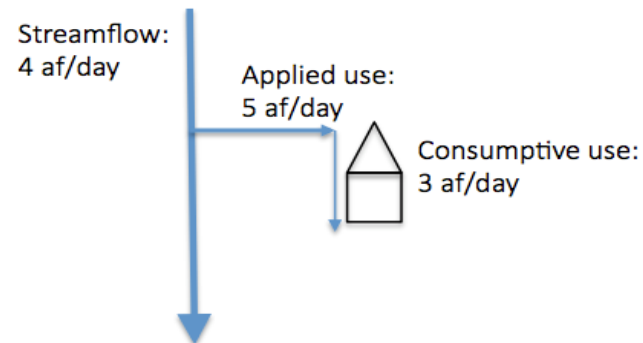 Streamflow:
4 af/day
Applied use:
5 af/day
Consumptive use:
3 af/day